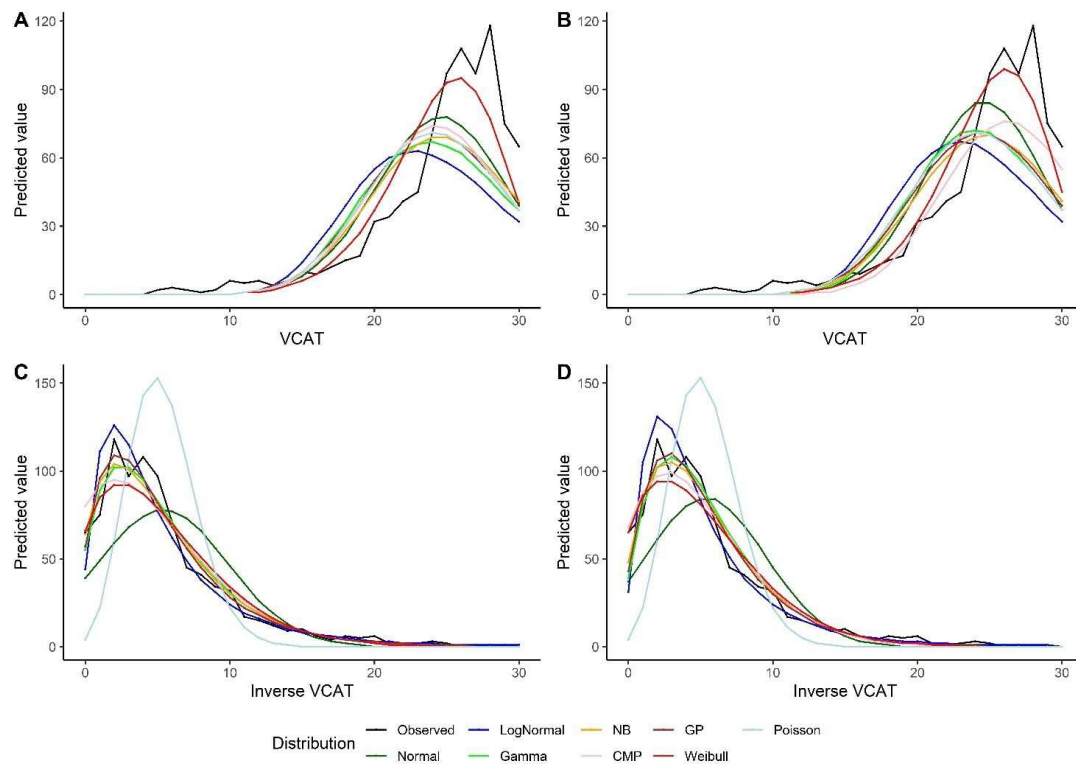 A
B
120
90
60
30
0
Predicted value
0
10
20
30
VCAT
120
90
60
30
0
Predicted value
0
10
20
30
VCAT
C
D
150
100
50
0
Predicted value
0
10
20
30
Inverse VCAT
150
100
50
0
Predicted value
0
10
20
30
Inverse VCAT
Distribution
Observed LogNormal NB GP Poisson
Normal Gamma CMP Weibull